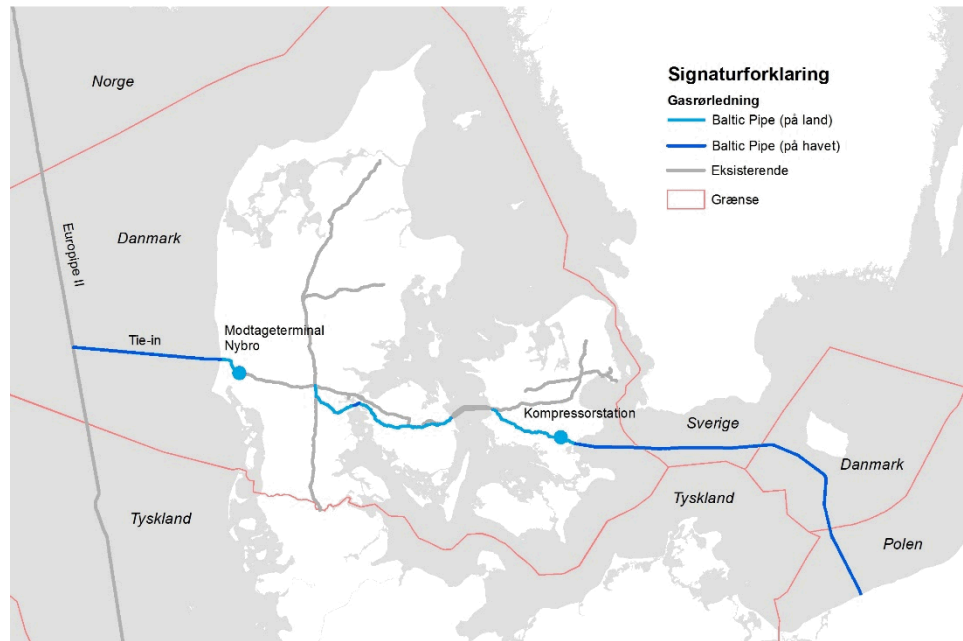 Norge
Signaturforklaring
Gasrørledning
Baltic Pipe (på land)
Baltic Pipe (på havet)
Eksisterende
Grænse
Europipe II
Danmark
Tie-in
Modtageterminal
Nybro
Kompressorstation
Sverige
Danmark
Tyskland
Tyskland
Polen